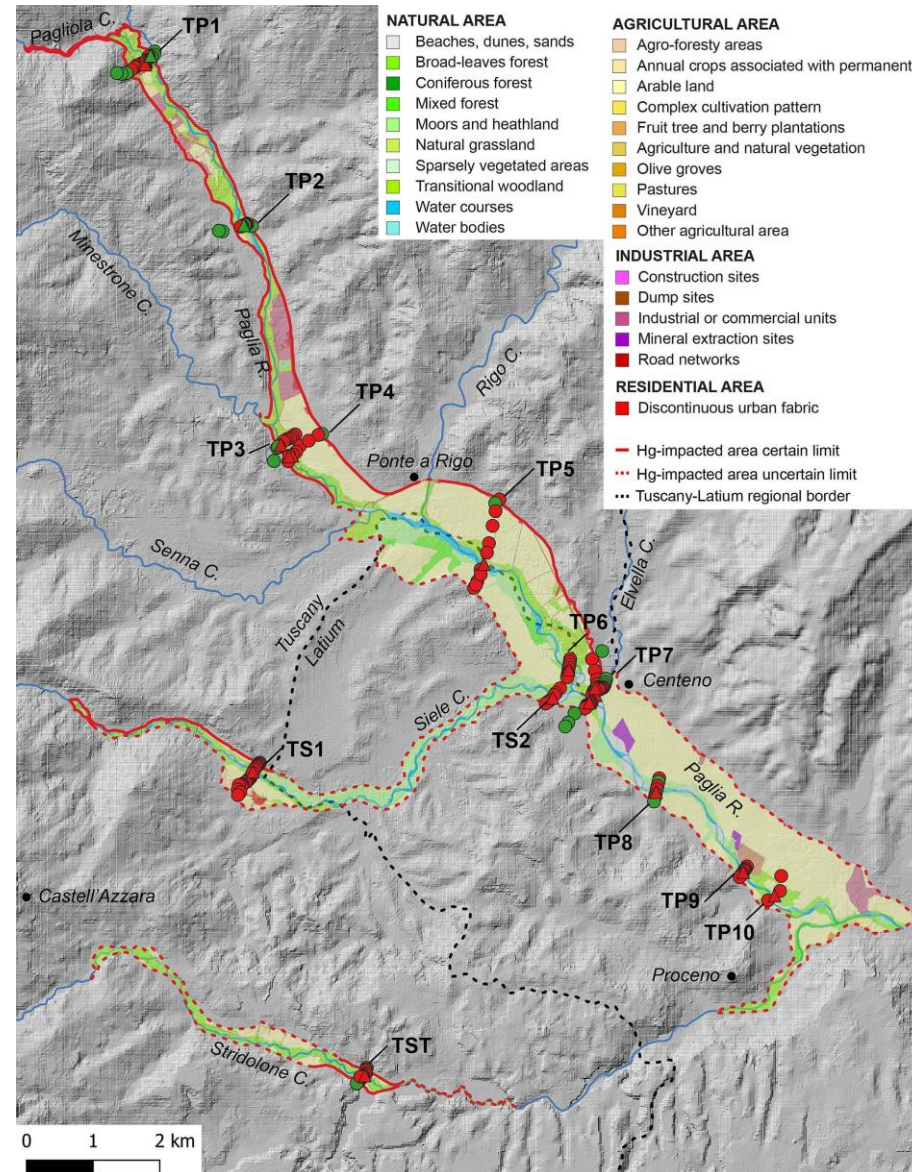 NATURAL AREA
Beaches, dunes, sands
Broad-leaves forest
Coniferous forest
Mixed forest
Moors and heathland
Natural grassland
Sparsely vegetated areas
Transitional woodland
Water courses
Water bodies
AGRICULTURAL AREA
Agro-foresty areas
Annual crops associated with permanent
Arable land
Complex cultivation pattern
Fruit tree and berry plantations
Agriculture and natural vegetation
Olive groves
Pastures
Vineyard
Other agricultural area
INDUSTRIAL AREA
Construction sites
Dump sites
Industrial or commercial units
Mineral extraction sites
Road networks
RESIDENTIAL AREA
Discontinuous urban fabric
Hg-impacted area certain limit
Hg-impacted area uncertain limit
Tuscany-Latium regional border
Pagliola C.
TP1
TP2
Minestrone C.
Paglia R.
Rigo C.
TP4
TP3
Ponte a Rigo
TP5
Senna C.
Elvella C.
Tuscany
Latium
TP6
TP7
Centeno
Siele C.
TS2
TS1
Paglia R.
TP8
Castell'Azzara
TP9
TP10
Proceno
Stridolone C.
TST
0 1 2 km